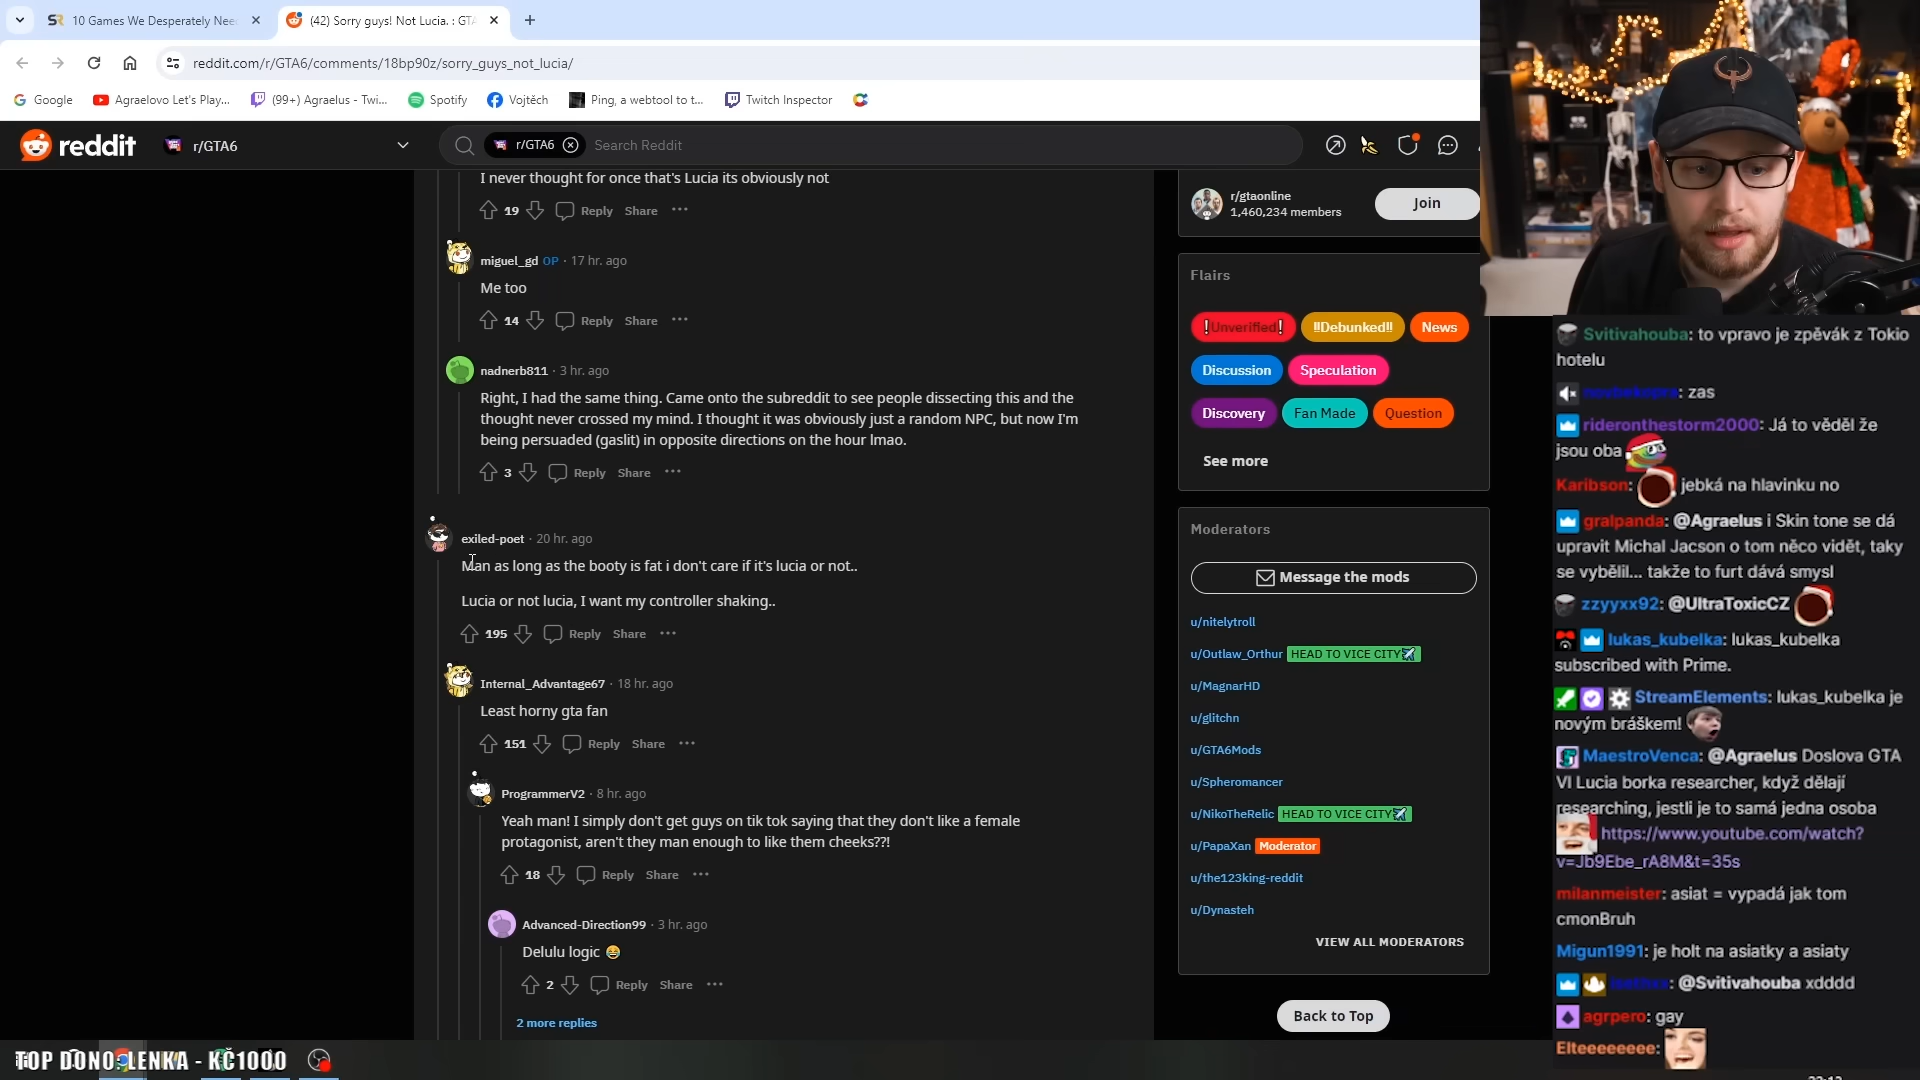 10 Games We Desperately Nee
(42) Sorry guys! Not Lucia. : GTA
reddit.com/r/GTA6/comments/18bp90z/sorry_guys_not_lucia/
Google
Agraelovo Let's Play...
(99+) Agraelus - Twi...
Spotify
Vojtěch
Ping, a webtool to t...
Twitch Inspector
reddit
r/GTA6
r/GTA6
Search Reddit
I never thought for once that's Lucia its obviously not
19 Reply Share
miguel_gd OP · 17 hr. ago
Me too
14 Reply Share
nadnerb811 · 3 hr. ago
Right, I had the same thing. Came onto the subreddit to see people dissecting this and the
thought never crossed my mind. I thought it was obviously just a random NPC, but now I'm
being persuaded (gaslit) in opposite directions on the hour lmao.
3 Reply Share
exiled-poet · 20 hr. ago
Man as long as the booty is fat i don't care if it's lucia or not..
Lucia or not lucia, I want my controller shaking..
195 Reply Share
Internal_Advantage67 · 18 hr. ago
Least horny gta fan
151 Reply Share
ProgrammerV2 · 8 hr. ago
Yeah man! I simply don't get guys on tik tok saying that they don't like a female
protagonist, aren't they man enough to like them cheeks??!
18 Reply Share
Advanced-Direction99 · 3 hr. ago
Delulu logic 😂
2 Reply Share
2 more replies
r/gtaonline
1,460,234 members
Join
Flairs
❗Unverified❗
‼Debunked‼
News
Discussion
Speculation
Discovery
Fan Made
Question
See more
Moderators
Message the mods
u/nitelytroll
u/Outlaw_Orthur HEAD TO VICE CITY
u/MagnarHD
u/glitchn
u/GTA6Mods
u/Spheromancer
u/NikoTheRelic HEAD TO VICE CITY
u/PapaXan Moderator
u/the123king-reddit
u/Dynasteh
VIEW ALL MODERATORS
Back to Top
Svitivahouba: to vpravo je zpěvák z Tokio
hotelu
zas
rideronthestorm2000: Já to věděl že
jsou oba
Karibson: jebká na hlavinku no
gralpanda: @Agraelus i Skin tone se dá
upravit Michal Jacson o tom něco vidět, taky
se vybělil... takže to furt dává smysl
zzyyxx92: @UltraToxicCZ
lukas_kubelka: lukas_kubelka
subscribed with Prime.
StreamElements: lukas_kubelka je
novým bráškem!
MaestroVenca: @Agraelus Doslova GTA
VI Lucia borka researcher, když dělají
researching, jestli je to samá jedna osoba
https://www.youtube.com/watch?
v=Jb9Ebe_rA8M&t=35s
milanmeister: asiat = vypadá jak tom
cmonBruh
Migun1991: je holt na asiatky a asiaty
@Svitivahouba xdddd
agrpero: gay
Elteeeeeeee:
TOP DONO: LENKA - KČ1000